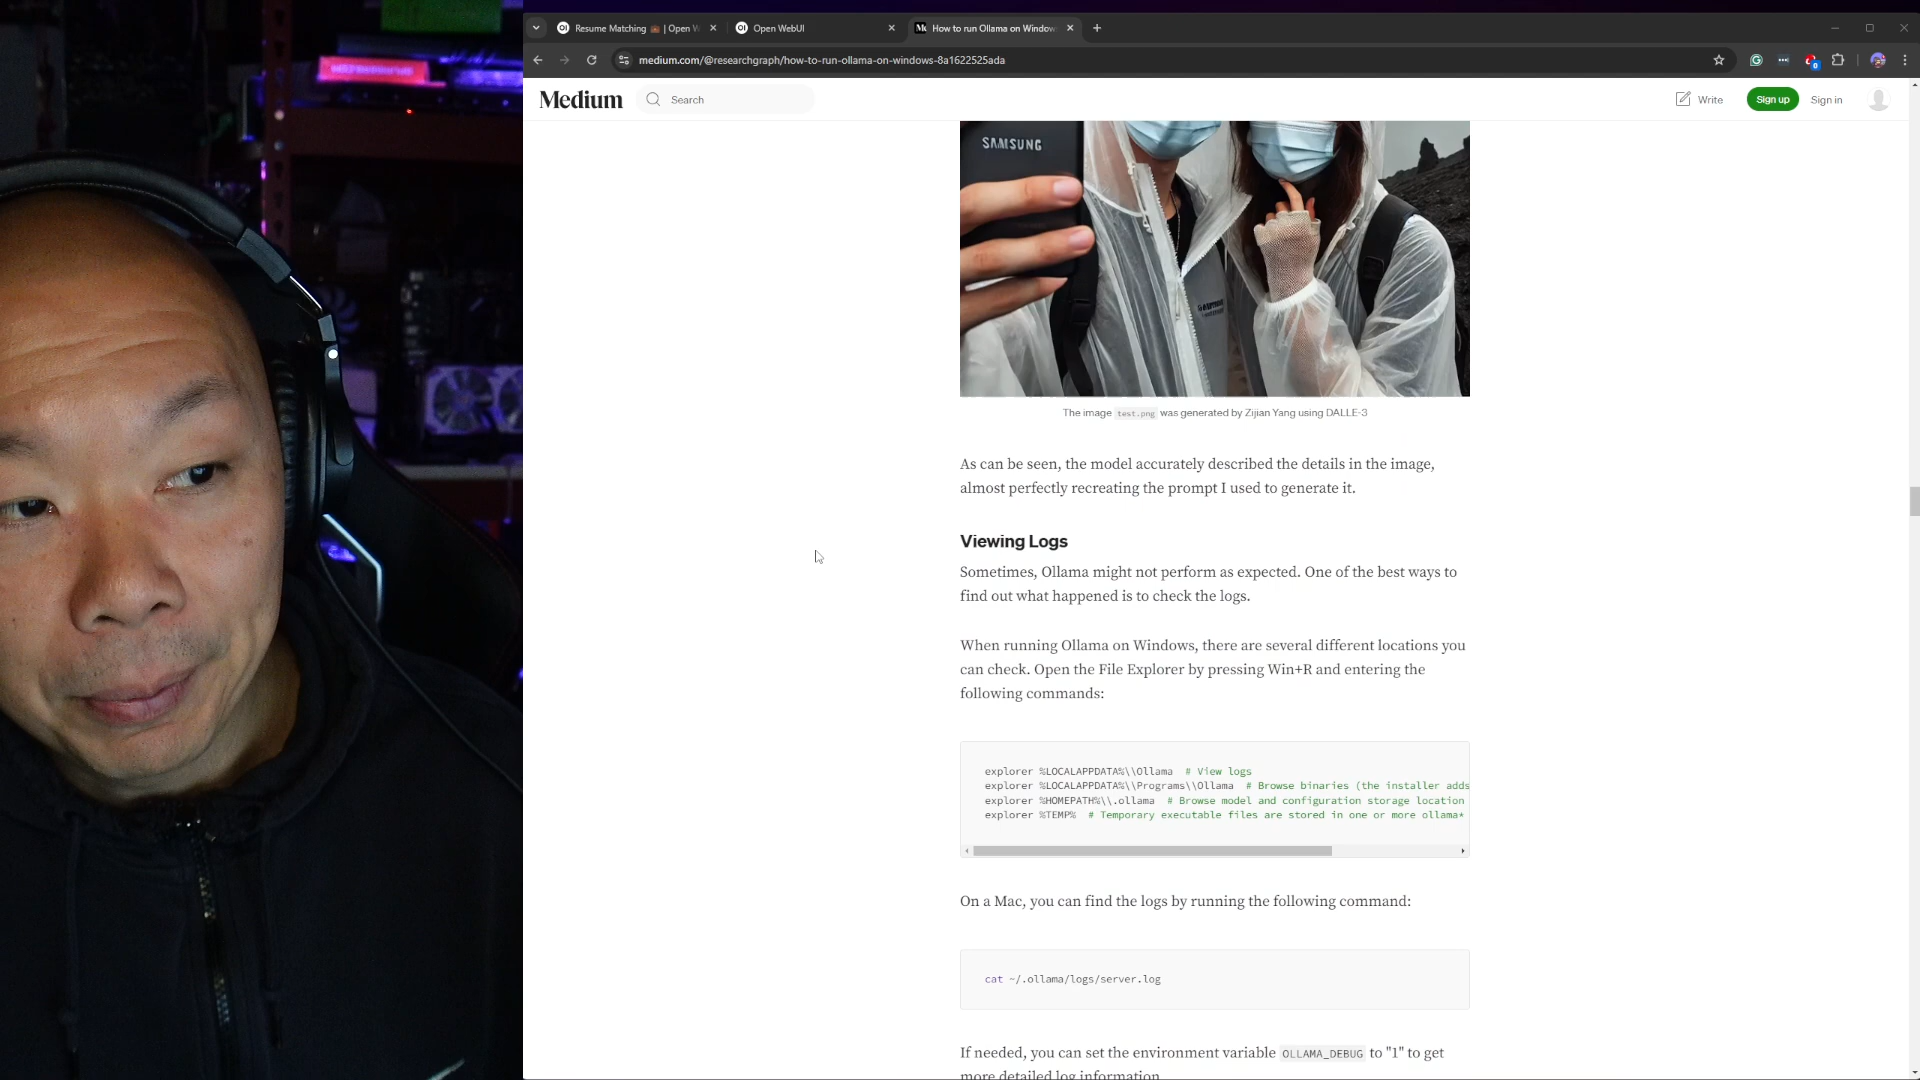 Resume Matching 💼 | Open W
Open WebUI
How to run Ollama on Window
medium.com/@researchgraph/how-to-run-ollama-on-windows-8a1622525ada
Medium
Search
Write
Sign up
Sign in
SAMSUNG
The image test.png was generated by Zijian Yang using DALLE-3
As can be seen, the model accurately described the details in the image,
almost perfectly recreating the prompt I used to generate it.
Viewing Logs
Sometimes, Ollama might not perform as expected. One of the best ways to
find out what happened is to check the logs.
When running Ollama on Windows, there are several different locations you
can check. Open the File Explorer by pressing Win+R and entering the
following commands:
explorer %LOCALAPPDATA%\\Ollama # View logs
explorer %LOCALAPPDATA%\\Programs\\Ollama # Browse binaries (the installer adds
explorer %HOMEPATH%\\.ollama # Browse model and configuration storage location
explorer %TEMP% # Temporary executable files are stored in one or more ollama*
On a Mac, you can find the logs by running the following command:
cat ~/.ollama/logs/server.log
If needed, you can set the environment variable OLLAMA_DEBUG to "1" to get
more detailed log information